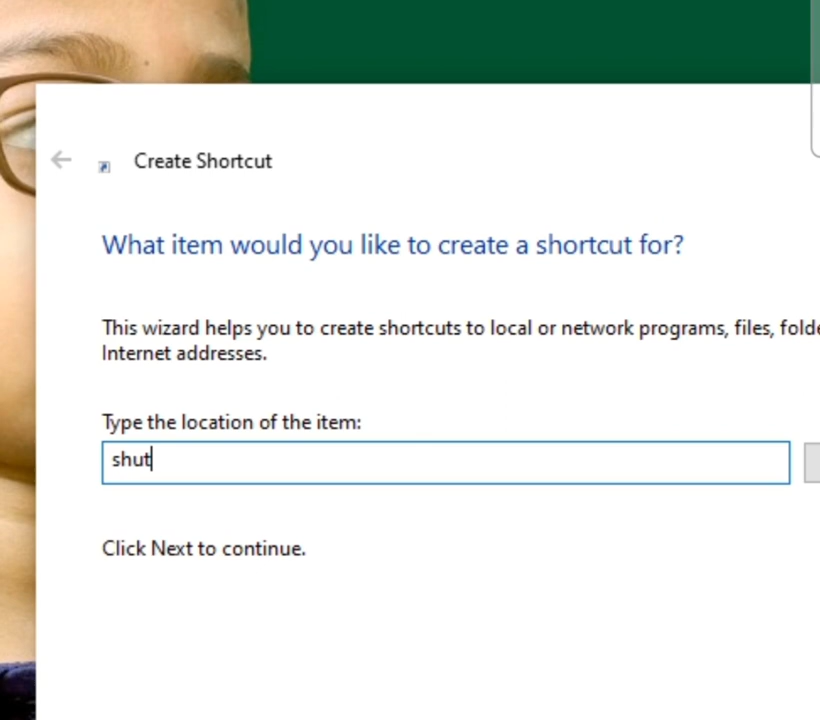 Create Shortcut
What item would you like to create a shortcut for?
This wizard helps you to create shortcuts to local or network programs, files,
Internet addresses.
Type the location of the item:
shut
Click Next to continue.